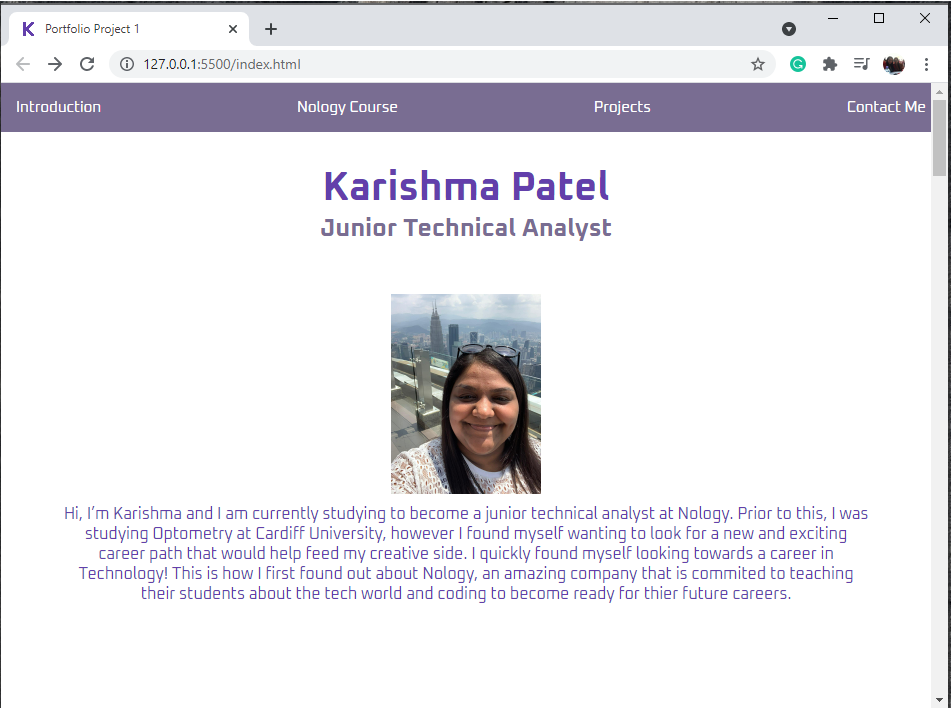 Portfolio Project 1
127.0.0.1:5500/index.html
Introduction Nology Course Projects Contact Me
Karishma Patel
Junior Technical Analyst
Hi, I’m Karishma and I am currently studying to become a junior technical analyst at Nology. Prior to this, I was
studying Optometry at Cardiff University, however I found myself wanting to look for a new and exciting
career path that would help feed my creative side. I quickly found myself looking towards a career in
Technology! This is how I first found out about Nology, an amazing company that is commited to teaching
their students about the tech world and coding to become ready for thier future careers.